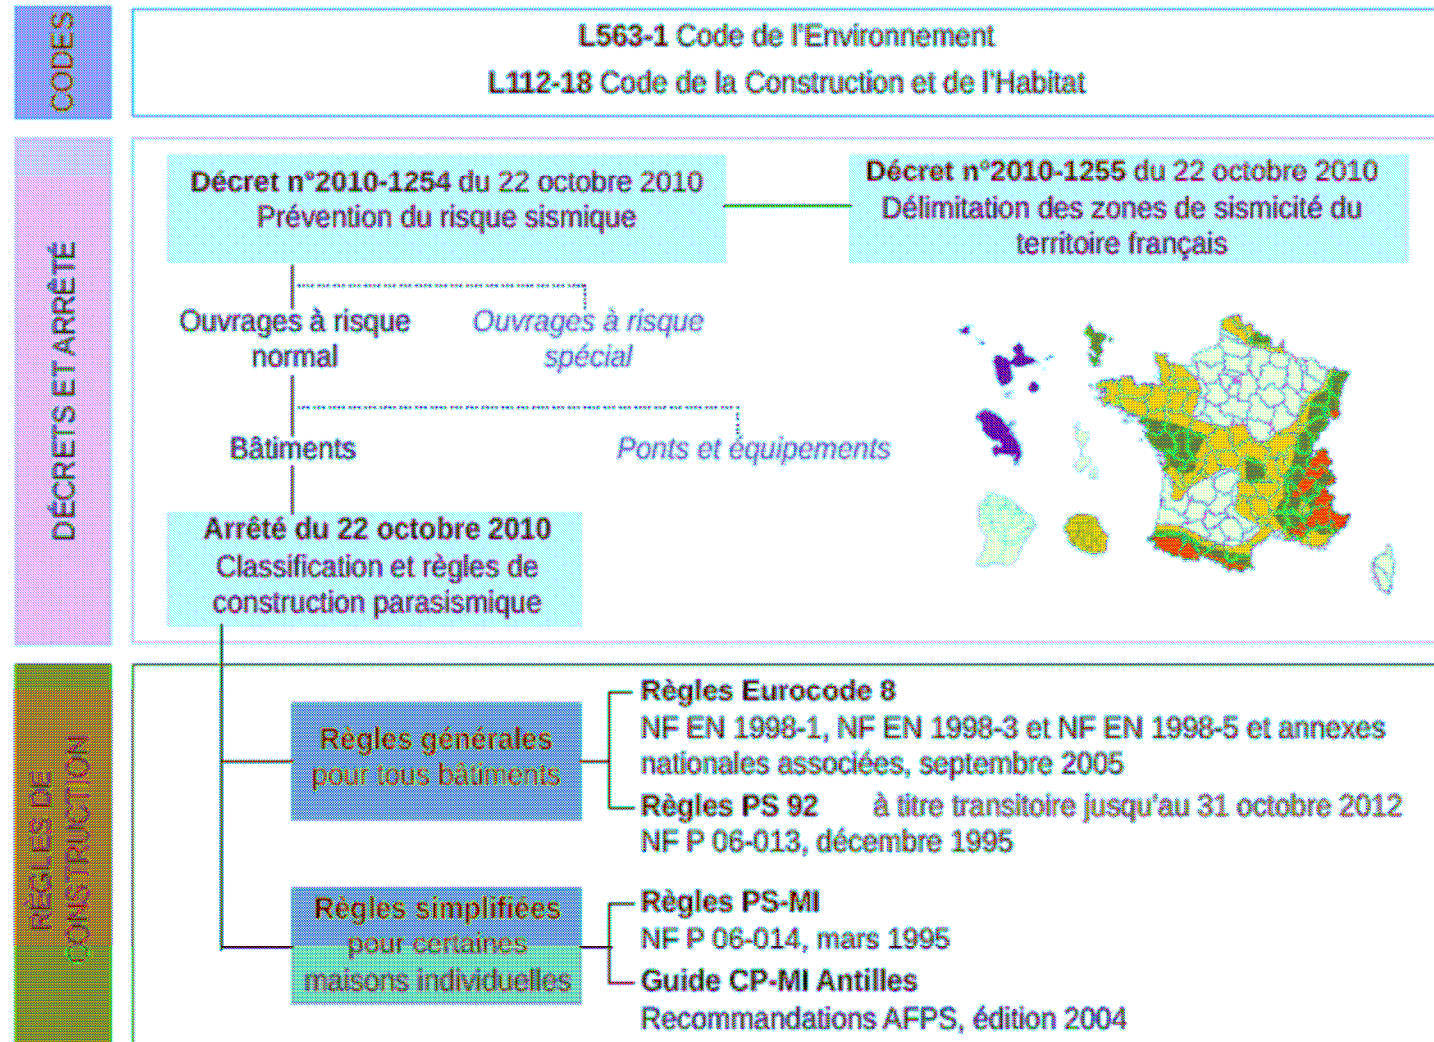 CODES
L563-1 Code de l'Environnement
L112-18 Code de la Construction et de l'Habitat
DÉCRETS ET ARRÊTÉ
Décret n°2010-1254 du 22 octobre 2010
Prévention du risque sismique
Décret n°2010-1255 du 22 octobre 2010
Délimitation des zones de sismicité du
territoire français
Ouvrages à risque
normal
Ouvrages à risque
spécial
Bâtiments
Ponts et équipements
Arrêté du 22 octobre 2010
Classification et règles de
construction parasismique
RÈGLES DE
CONSTRUCTION
Règles générales
pour tous bâtiments
Règles Eurocode 8
NF EN 1998-1, NF EN 1998-3 et NF EN 1998-5 et annexes
nationales associées, septembre 2005
Règles PS 92 à titre transitoire jusqu'au 31 octobre 2012
NF P 06-013, décembre 1995
Règles simplifiées
pour certaines
maisons individuelles
Règles PS-MI
NF P 06-014, mars 1995
Guide CP-MI Antilles
Recommandations AFPS, édition 2004